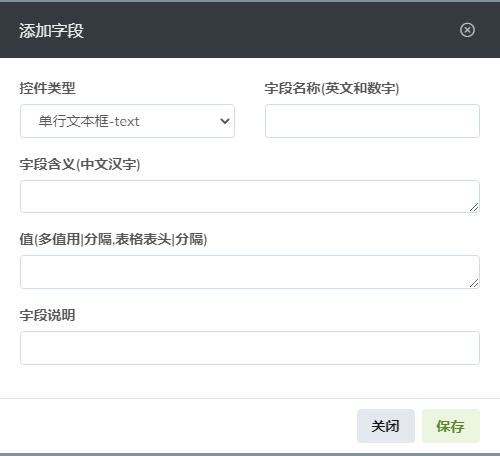 添加字段
控件类型
字段名称(英文和数字)
单行文本框-text
字段含义(中文汉字)
值(多值用|分隔,表格表头|分隔)
字段说明
关闭
保存